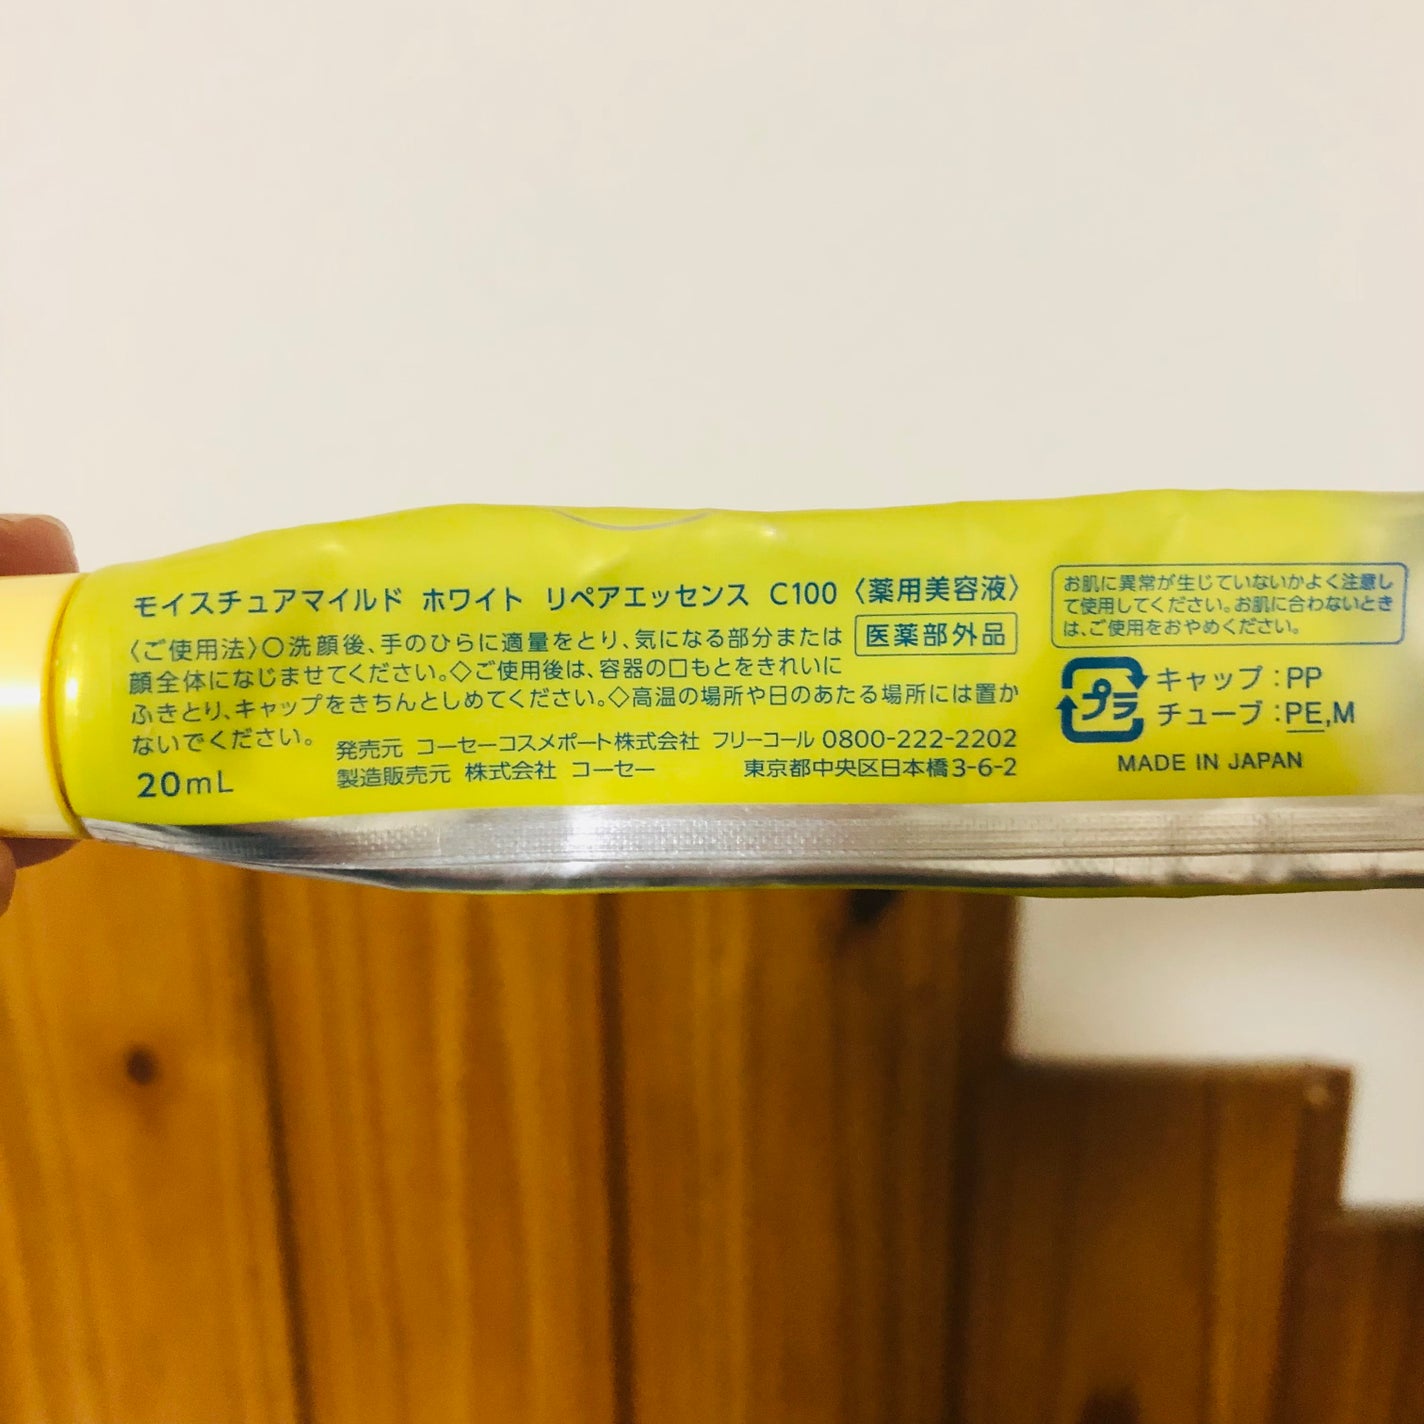 モイスチュアマイルド ホワイト リペアエッセンス C100〈薬用美容液〉
医薬部外品
〈ご使用法〉○洗顔後、手のひらに適量をとり、気になる部分または
顔全体になじませてください。◇ご使用後は、容器の口もとをきれいに
ふきとり、キャップをきちんとしめてください。◇高温の場所や日のあたる場所には置か
ないでください。
発売元 コーセーコスメポート株式会社 フリーコール 0800-222-2202
製造販売元 株式会社 コーセー 東京都中央区日本橋3-6-2
20mL
お肌に異常が生じていないかよく注意し
て使用してください。お肌に合わないとき
は、ご使用をおやめください。
プラ
キャップ:PP
チューブ:PE,M
MADE IN JAPAN